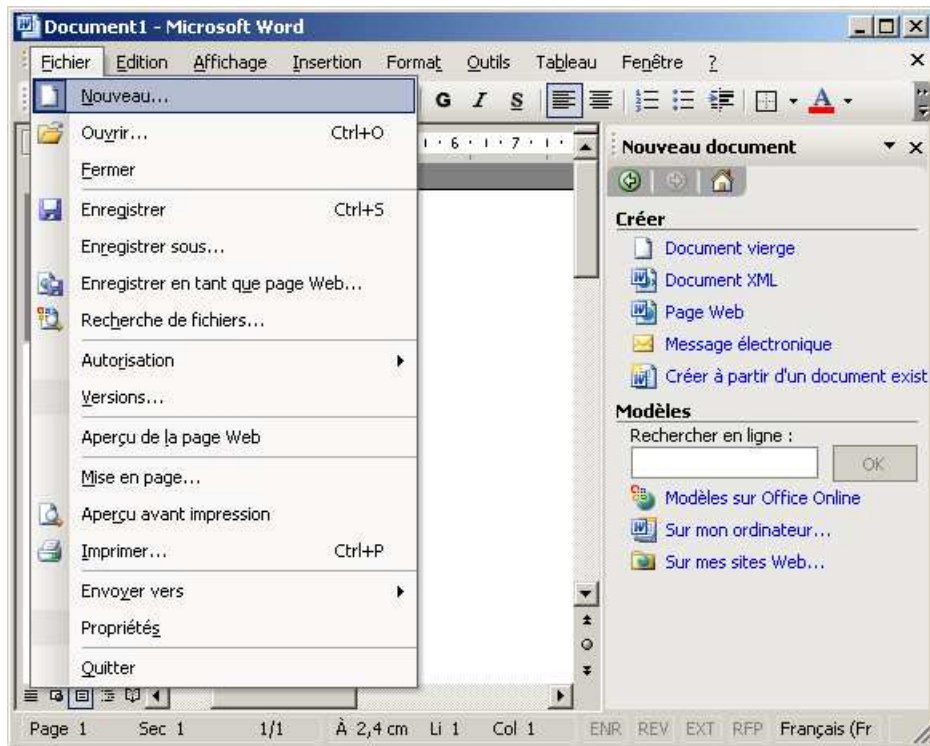 Document1 - Microsoft Word
Fichier Edition Affichage Insertion Format Outils Tableau Fenêtre ?
G I S
6 7
Nouveau...
Ouvrir... Ctrl+O
Fermer
Enregistrer Ctrl+S
Enregistrer sous...
Enregistrer en tant que page Web...
Recherche de fichiers...
Autorisation
Versions...
Aperçu de la page Web
Mise en page...
Aperçu avant impression
Imprimer... Ctrl+P
Envoyer vers
Propriétés
Quitter
Nouveau document
Créer
Document vierge
Document XML
Page Web
Message électronique
Créer à partir d'un document exist
Modèles
Rechercher en ligne :
OK
Modèles sur Office Online
Sur mon ordinateur...
Sur mes sites Web...
Page 1 Sec 1 1/1 À 2,4 cm Li 1 Col 1 ENR REV EXT RFP Français (Fr